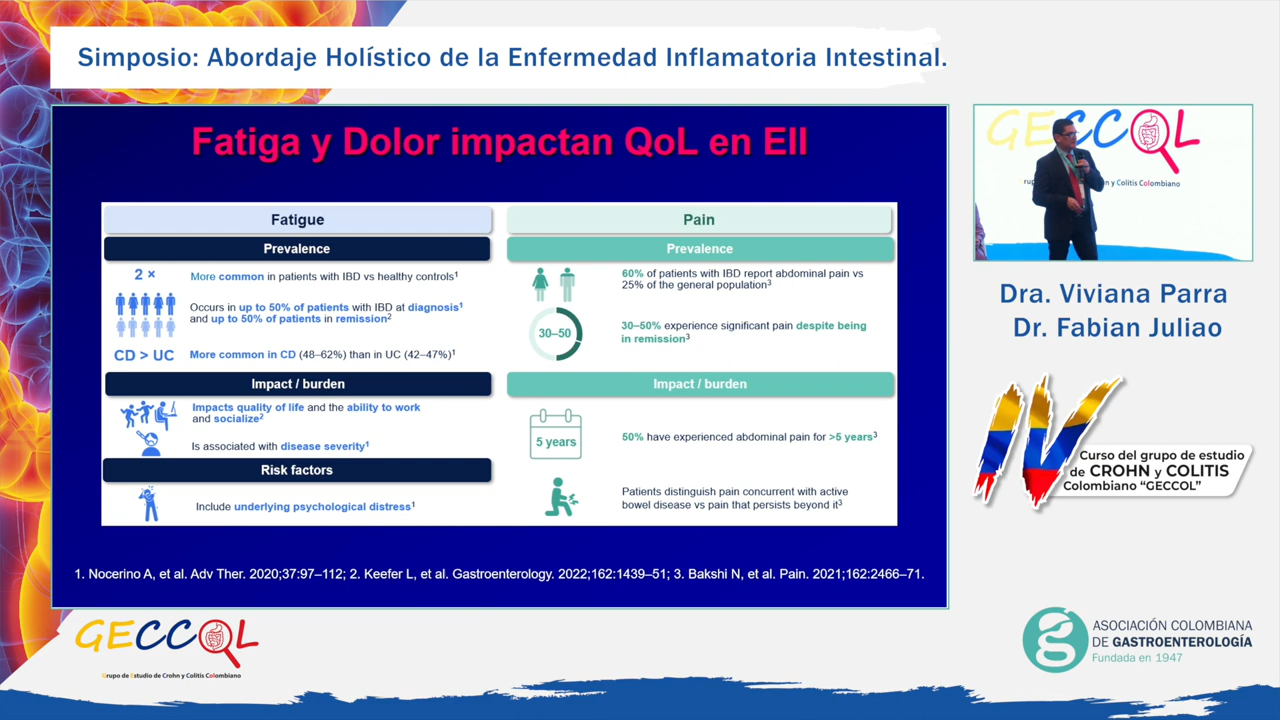 Simposio: Abordaje Holístico de la Enfermedad Inflamatoria Intestinal.
Fatiga y Dolor impactan QoL en EII
Fatigue
Prevalence
2 ×
More common in patients with IBD vs healthy controls1
Occurs in up to 50% of patients with IBD at diagnosis1
and up to 50% of patients in remission2
CD > UC
More common in CD (48–62%) than in UC (42–47%)1
Impact / burden
Impacts quality of life and the ability to work
and socialize2
Is associated with disease severity1
Risk factors
Include underlying psychological distress1
Pain
Prevalence
60% of patients with IBD report abdominal pain vs
25% of the general population3
30–50
30–50% experience significant pain despite being
in remission3
Impact / burden
5 years
50% have experienced abdominal pain for >5 years3
Patients distinguish pain concurrent with active
bowel disease vs pain that persists beyond it3
1. Nocerino A, et al. Adv Ther. 2020;37:97–112; 2. Keefer L, et al. Gastroenterology. 2022;162:1439–51; 3. Bakshi N, et al. Pain. 2021;162:2466–71.
GECCOL
n y Colitis Colombiano
Dra. Viviana Parra
Dr. Fabian Juliao
IV
Curso del grupo de estudio
de CROHN y COLITIS
Colombiano “GECCOL”
GECCOL
Grupo de Estudio de Crohn y Colitis Colombiano
ASOCIACIÓN COLOMBIANA
DE GASTROENTEROLOGÍA
Fundada en 1947